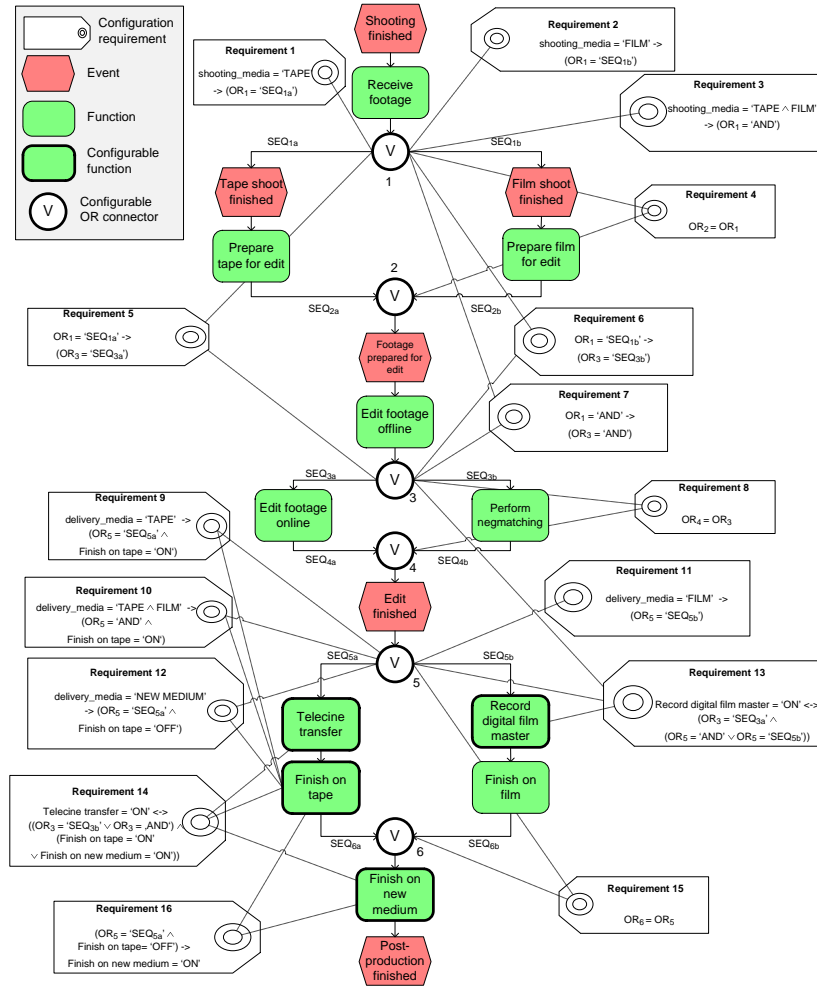 Configuration
requirement
Event
Function
Configurable
function
V
Configurable
OR connector
Requirement 1
shooting_media = 'TAPE'
-> (OR1 = 'SEQ1a')
Shooting
finished
Receive
footage
Requirement 2
shooting_media = 'FILM' ->
(OR1 = 'SEQ1b')
Requirement 3
shooting_media = 'TAPE ∧ FILM'
-> (OR1 = 'AND')
SEQ1a
V
1
SEQ1b
Tape shoot
finished
Film shoot
finished
Requirement 4
OR2 = OR1
Prepare
tape for edit
Prepare film
for edit
2
V
SEQ2a
SEQ2b
Requirement 5
OR1 = 'SEQ1a' ->
(OR3 = 'SEQ3a')
Footage
prepared for
edit
Requirement 6
OR1 = 'SEQ1b' ->
(OR3 = 'SEQ3b')
Edit footage
offline
Requirement 7
OR1 = 'AND' ->
(OR3 = 'AND')
SEQ3a
V
3
SEQ3b
Edit footage
online
Perform
negmatching
Requirement 8
OR4 = OR3
Requirement 9
delivery_media = 'TAPE' ->
(OR5 = 'SEQ5a' ∧
Finish on tape = 'ON')
SEQ4a
V
4
SEQ4b
Edit
finished
Requirement 10
delivery_media = 'TAPE ∧ FILM' ->
(OR5 = 'AND' ∧
Finish on tape = 'ON')
Requirement 11
delivery_media = 'FILM' ->
(OR5 = 'SEQ5b')
SEQ5a
V
5
SEQ5b
Requirement 12
delivery_media = 'NEW MEDIUM'
-> (OR5 = 'SEQ5a' ∧
Finish on tape = 'OFF')
Telecine
transfer
Record
digital film
master
Requirement 13
Record digital film master = 'ON' <->
(OR3 = 'SEQ3a' ∧
(OR5 = 'AND' ∨ OR5 = 'SEQ5b'))
Finish on
tape
Finish on
film
Requirement 14
Telecine transfer = 'ON' <->
((OR3 = 'SEQ3b' ∨ OR3 = ,AND') ∧
(Finish on tape = 'ON'
∨ Finish on new medium = 'ON'))
SEQ6a
V
6
SEQ6b
Finish on
new
medium
Requirement 15
OR6 = OR5
Requirement 16
(OR5 = 'SEQ5a' ∧
Finish on tape= 'OFF') ->
Finish on new medium = 'ON'
Post-
production
finished